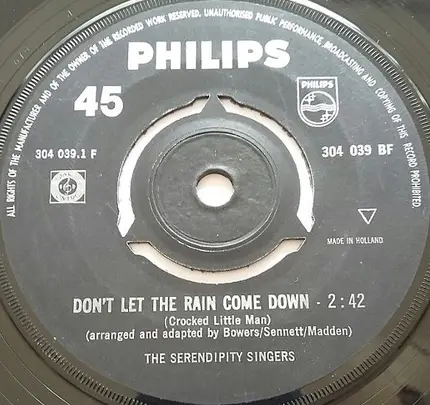 ALL RIGHTS OF THE MANUFACTURER AND OF THE OWNER OF THE RECORDED WORK RESERVED. UNAUTHORISED PUBLIC PERFORMANCE, BROADCASTING AND COPYING OF THIS RECORD PROHIBITED.
PHILIPS
45
PHILIPS
304 039.1 F
304 039 BF
MADE IN HOLLAND
DON'T LET THE RAIN COME DOWN - 2:42
(Crocked Little Man)
(arranged and adapted by Bowers/Sennett/Madden)
THE SERENDIPITY SINGERS